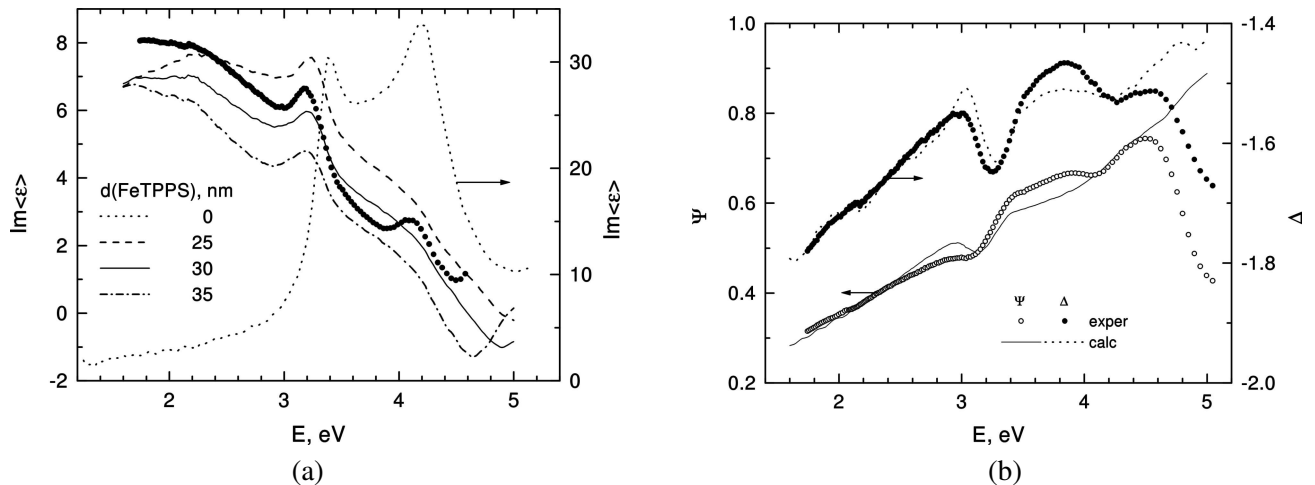 8
6
4
2
0
-2
Im<ε>
30
20
10
0
Im<ε>
d(FeTPPS), nm
0
25
30
35
2 3 4 5
E, eV
(a)
1.0
0.8
0.6
0.4
0.2
Ψ
-1.4
-1.6
-1.8
-2.0
Δ
Ψ Δ
exper
calc
2 3 4 5
E, eV
(b)